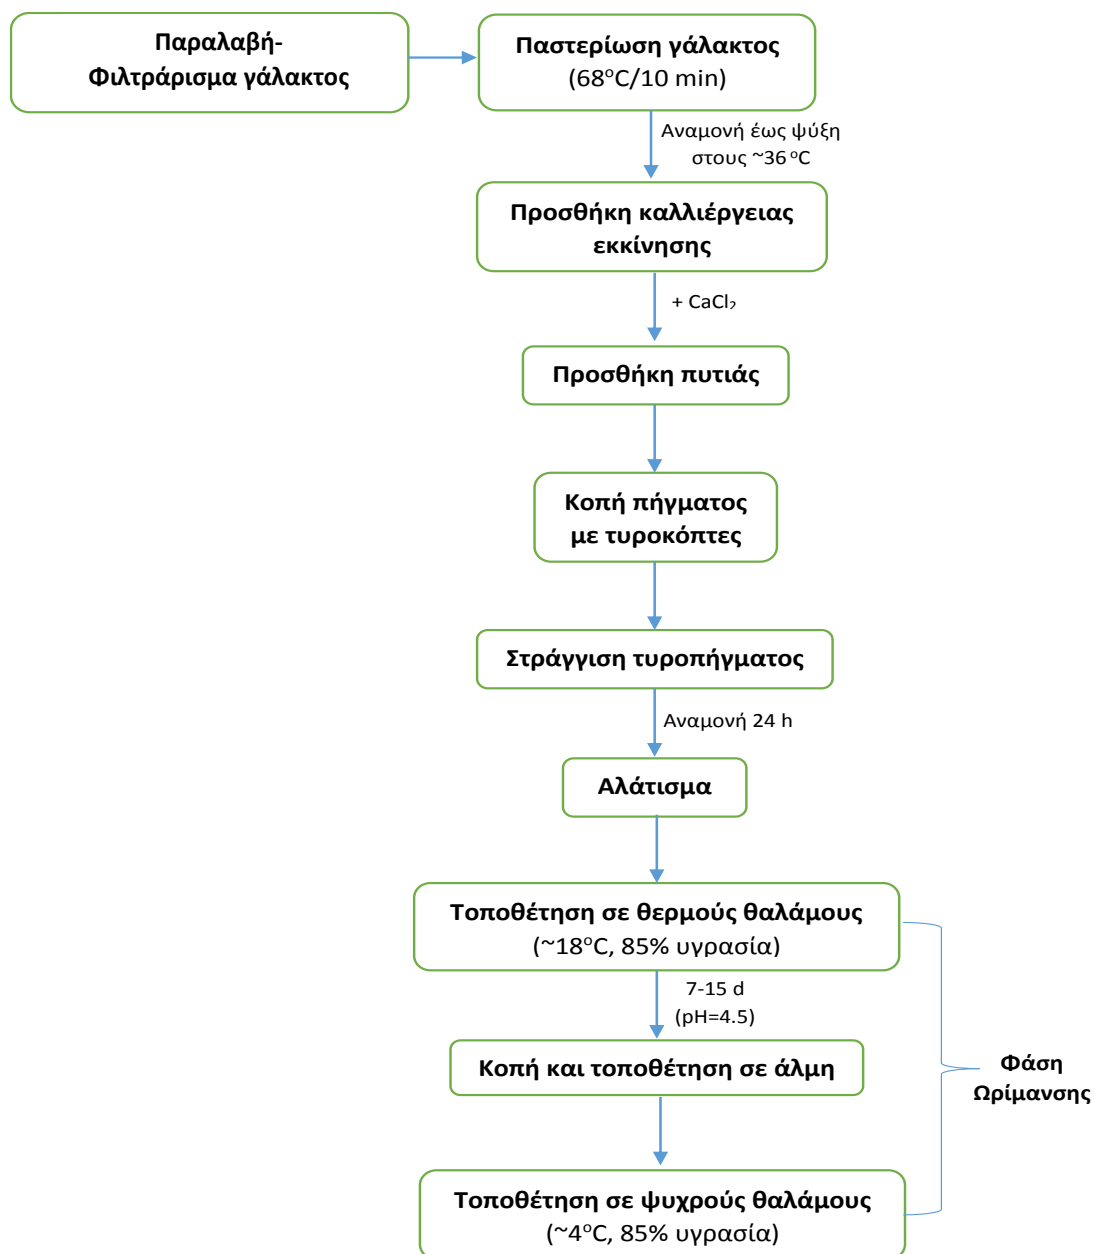 Παραλαβή-
Φιλτράρισμα γάλακτος
Παστερίωση γάλακτος
(68°C/10 min)
Αναμονή έως ψύξη
στους ~36 °C
Προσθήκη καλλιέργειας
εκκίνησης
+ CaCl₂
Προσθήκη πυτιάς
Κοπή πήγματος
με τυροκόπτες
Στράγγιση τυροπήγματος
Αναμονή 24 h
Αλάτισμα
Τοποθέτηση σε θερμούς θαλάμους
(~18°C, 85% υγρασία)
7-15 d
(pH=4.5)
Κοπή και τοποθέτηση σε άλμη
Φάση
Ωρίμανσης
Τοποθέτηση σε ψυχρούς θαλάμους
(~4°C, 85% υγρασία)